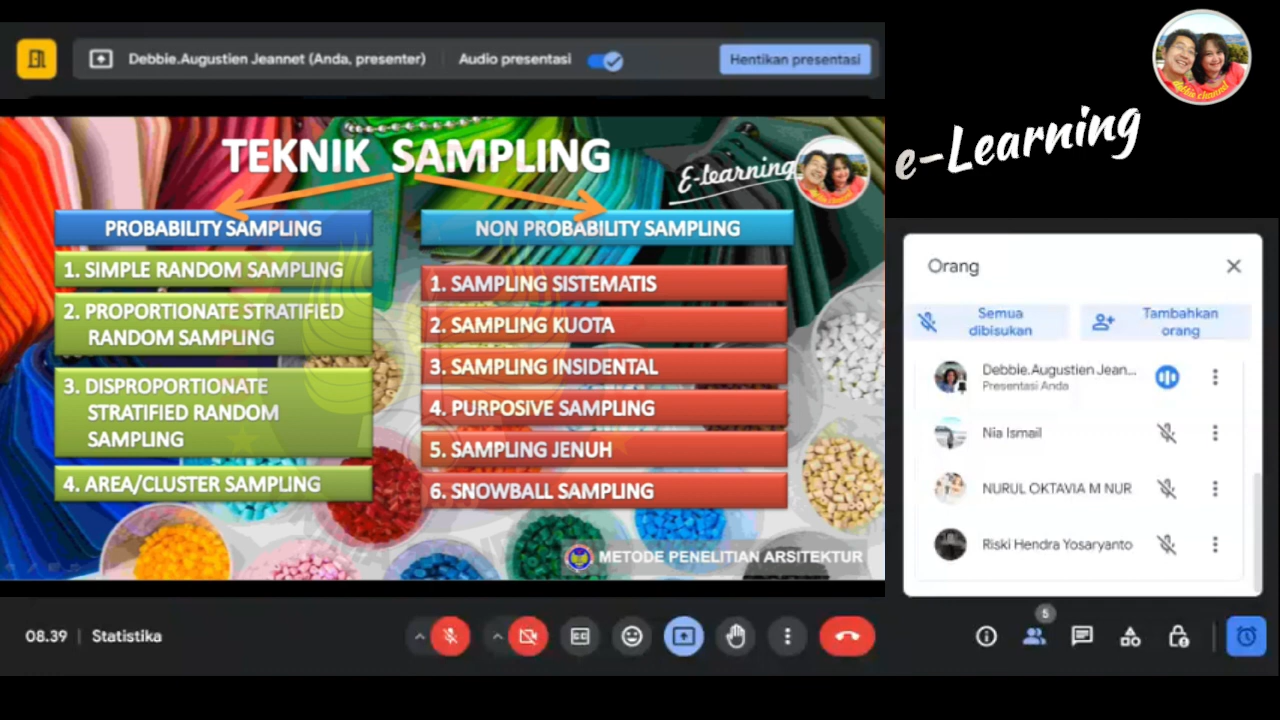 Debbie.Augustien Jeannet (Anda, presenter)
Audio presentasi
Hentikan presentasi
TEKNIK SAMPLING
E-learning
PROBABILITY SAMPLING
1. SIMPLE RANDOM SAMPLING
2. PROPORTIONATE STRATIFIED
RANDOM SAMPLING
3. DISPROPORTIONATE
STRATIFIED RANDOM
SAMPLING
4. AREA/CLUSTER SAMPLING
NON PROBABILITY SAMPLING
1. SAMPLING SISTEMATIS
2. SAMPLING KUOTA
3. SAMPLING INSIDENTAL
4. PURPOSIVE SAMPLING
5. SAMPLING JENUH
6. SNOWBALL SAMPLING
METODE PENELITIAN ARSITEKTUR
08.39 | Statistika
debbie channel
e-Learning
Orang
Semua
dibisukan
Tambahkan
orang
Debbie.Augustien Jean...
Presentasi Anda
Nia Ismail
NURUL OKTAVIA M NUR
Riski Hendra Yosaryanto
5